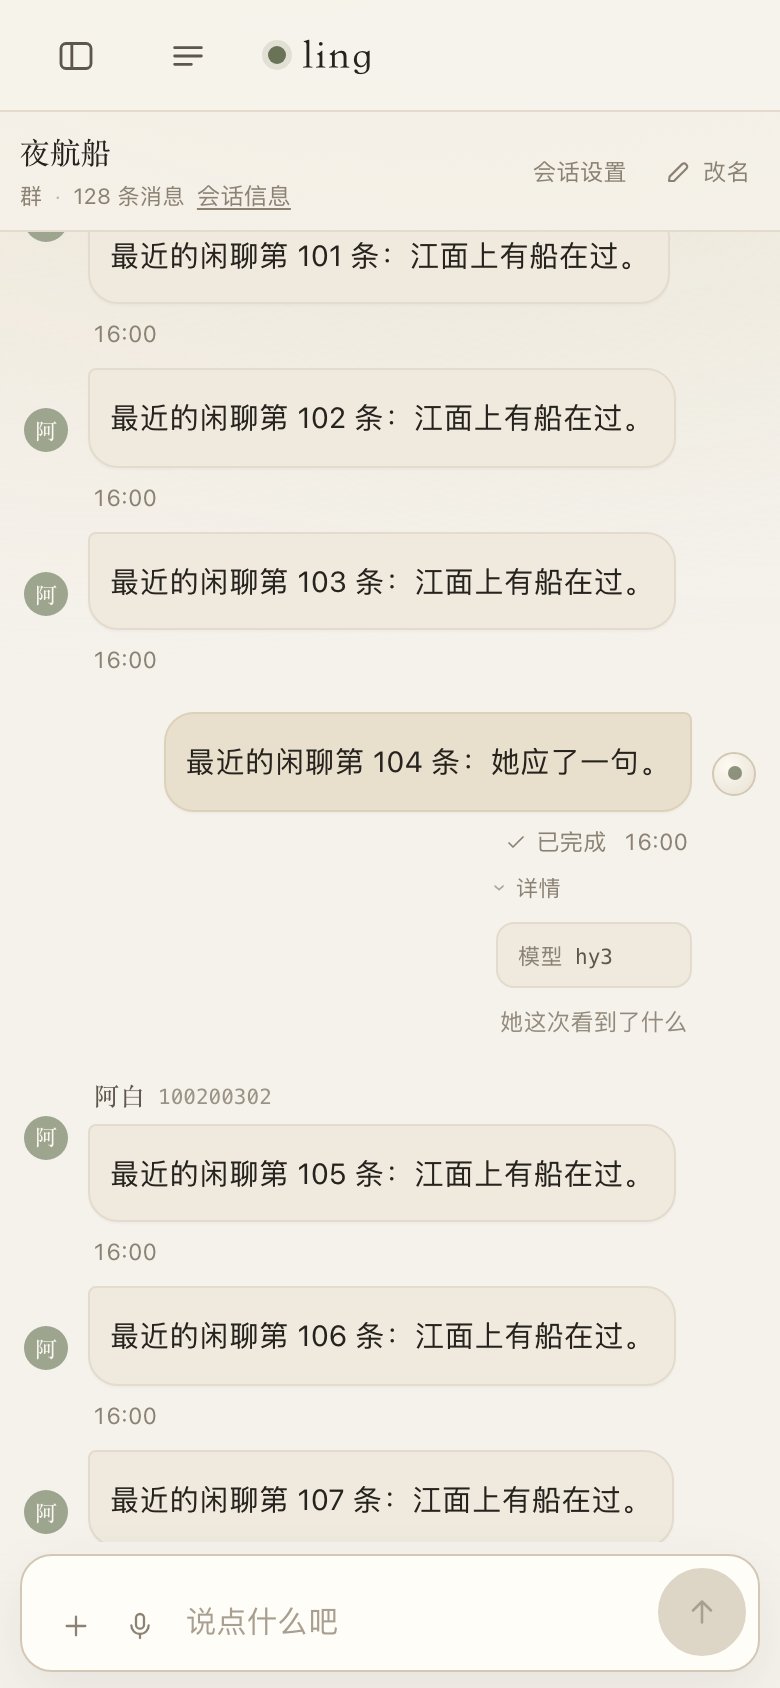 ling
夜航船
群 · 128 条消息 会话信息
会话设置 改名
最近的闲聊第 101 条：江面上有船在过。
16:00
阿
最近的闲聊第 102 条：江面上有船在过。
16:00
阿
最近的闲聊第 103 条：江面上有船在过。
16:00
最近的闲聊第 104 条：她应了一句。
已完成 16:00
详情
模型 hy3
她这次看到了什么
阿白 100200302
阿
最近的闲聊第 105 条：江面上有船在过。
16:00
阿
最近的闲聊第 106 条：江面上有船在过。
16:00
阿
最近的闲聊第 107 条：江面上有船在过。
说点什么吧